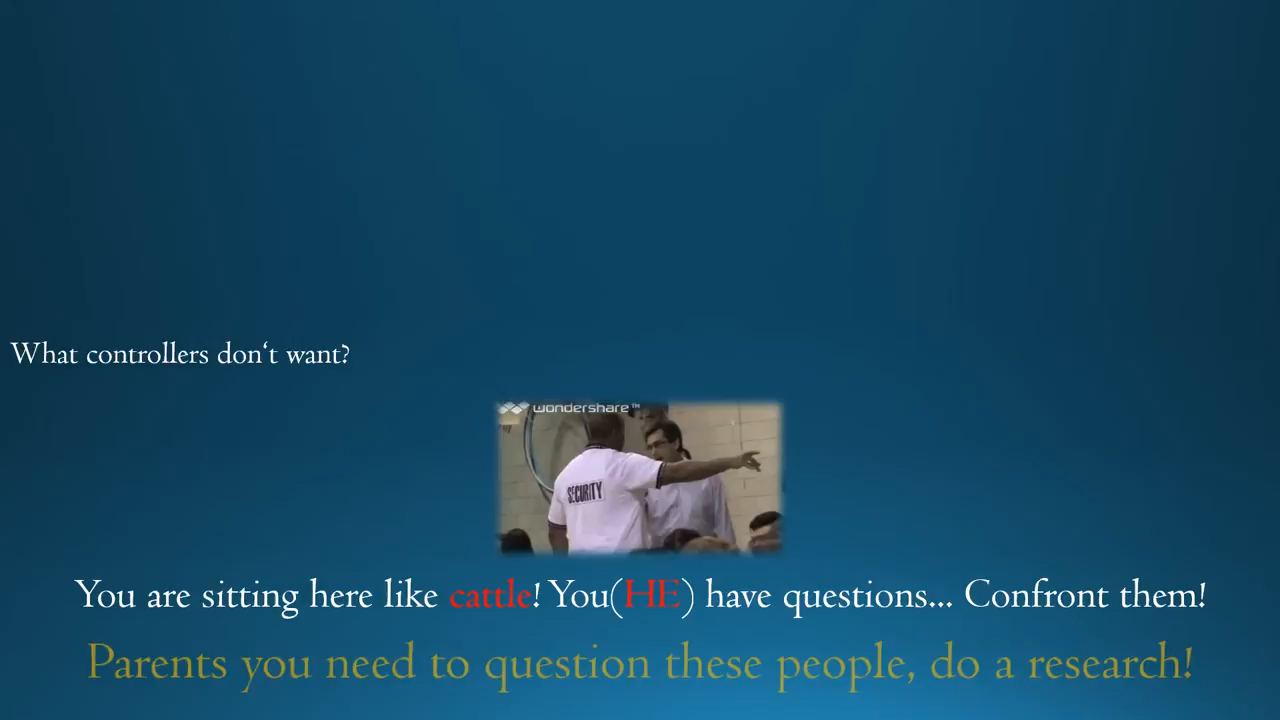 What controllers don‘t want?
wondershare™
SECURITY
You are sitting here like cattle! You(HE) have questions... Confront them!
Parents you need to question these people, do a research!